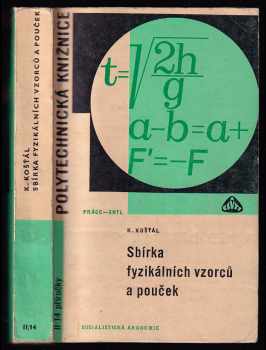 K. KOŠŤÁL
SBÍRKA FYZIKÁLNÍCH VZORCŮ A POUČEK
II/14
POLYTECHNICKÁ KNIŽNICE
II 14 příručky
t=√2h/g
a-b=a+
F'=-F
PRÁCE-SNTL
K. KOŠŤÁL
Sbírka
fyzikálních vzorců
a pouček
SOCIALISTICKÁ AKADEMIE